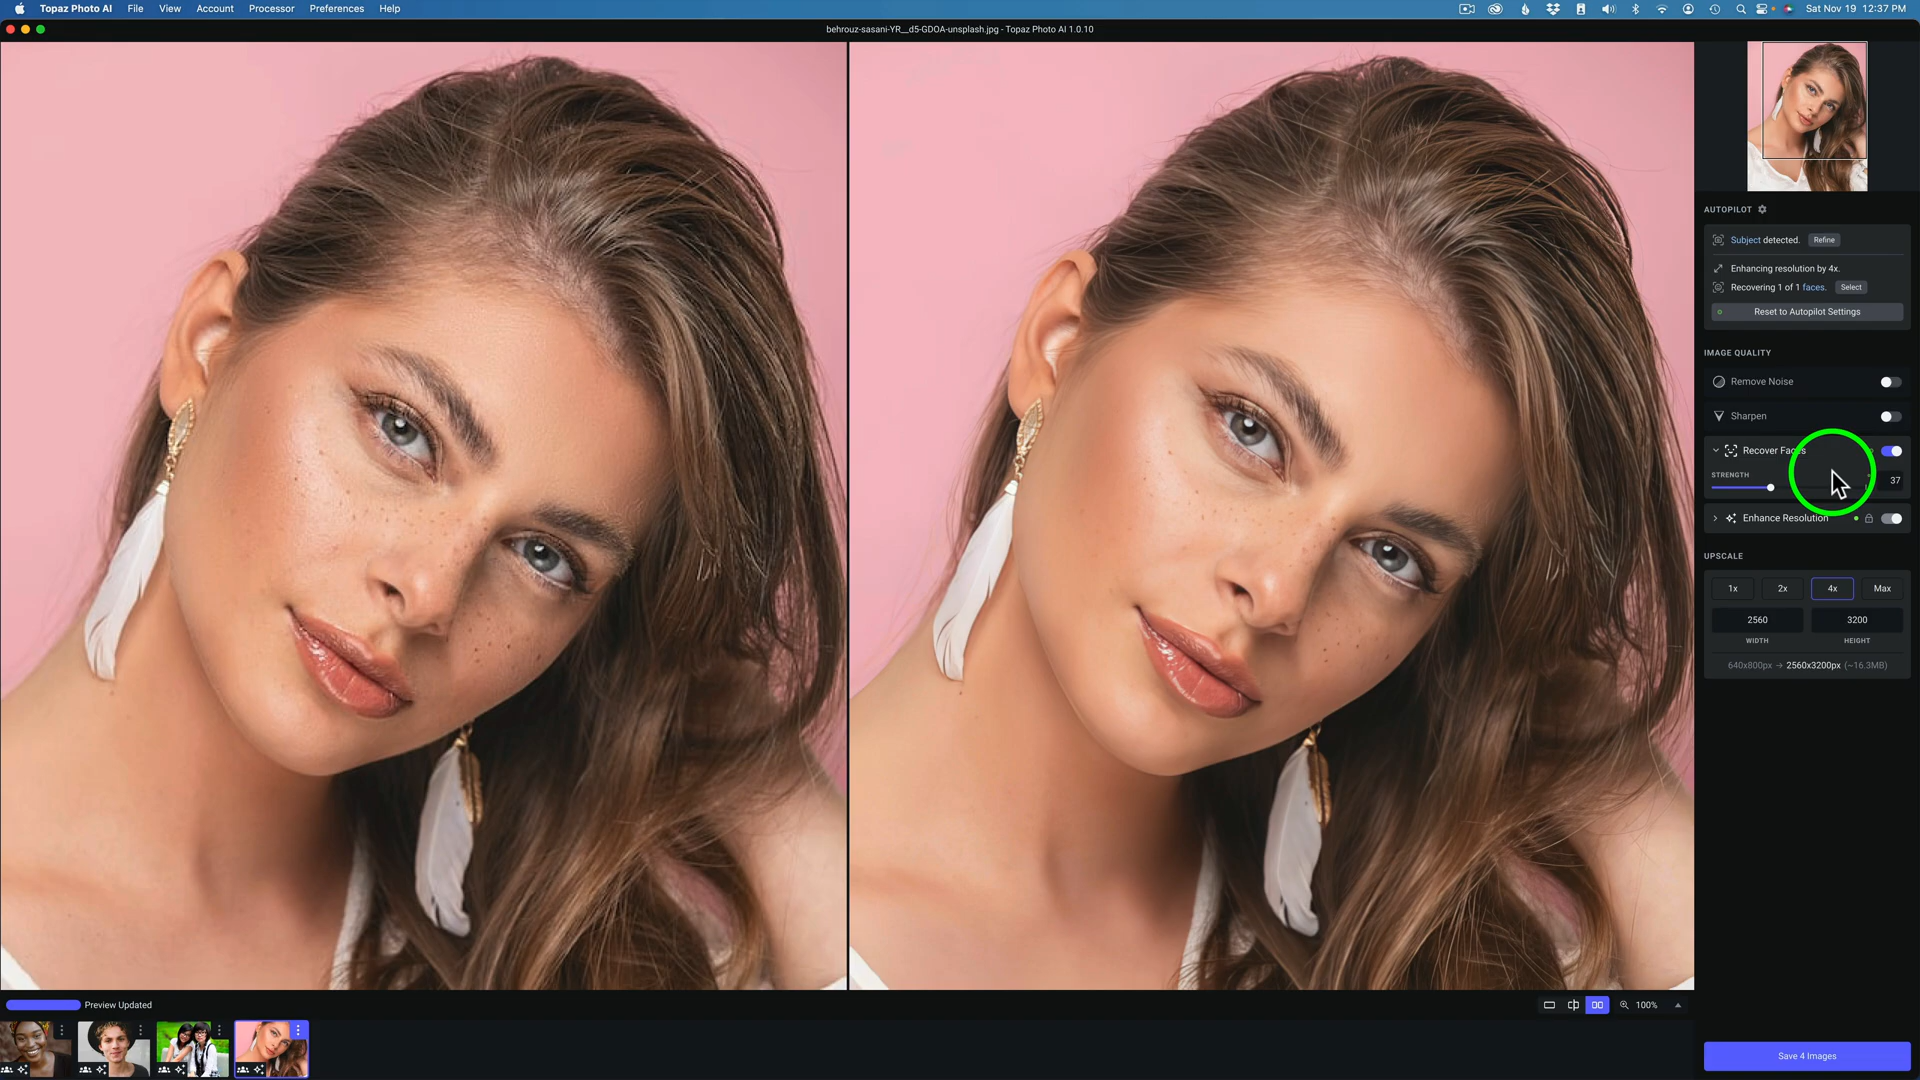 Topaz Photo AI File View Account Processor Preferences Help Sat Nov 19 12:37 PM
behrouz-sasani-YR__d5-GDOA-unsplash.jpg - Topaz Photo AI 1.0.10
AUTOPILOT
Subject detected. Refine
Enhancing resolution by 4x.
Recovering 1 of 1 faces. Select
Reset to Autopilot Settings
IMAGE QUALITY
Remove Noise
Sharpen
Recover Faces
STRENGTH 37
Enhance Resolution
UPSCALE
1x 2x 4x Max
2560 3200
WIDTH HEIGHT
640x800px → 2560x3200px (~16.3MB)
Preview Updated
100%
Save 4 Images